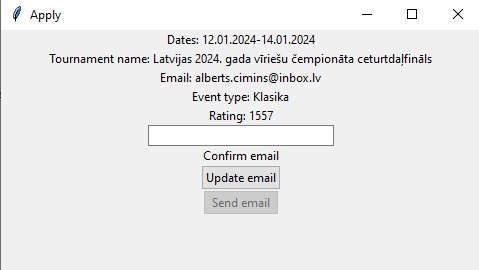 Apply
Dates: 12.01.2024-14.01.2024
Tournament name: Latvijas 2024. gada vīriešu čempionāta ceturtdaļfināls
Email: alberts.cimins@inbox.lv
Event type: Klasika
Rating: 1557
Confirm email
Update email
Send email